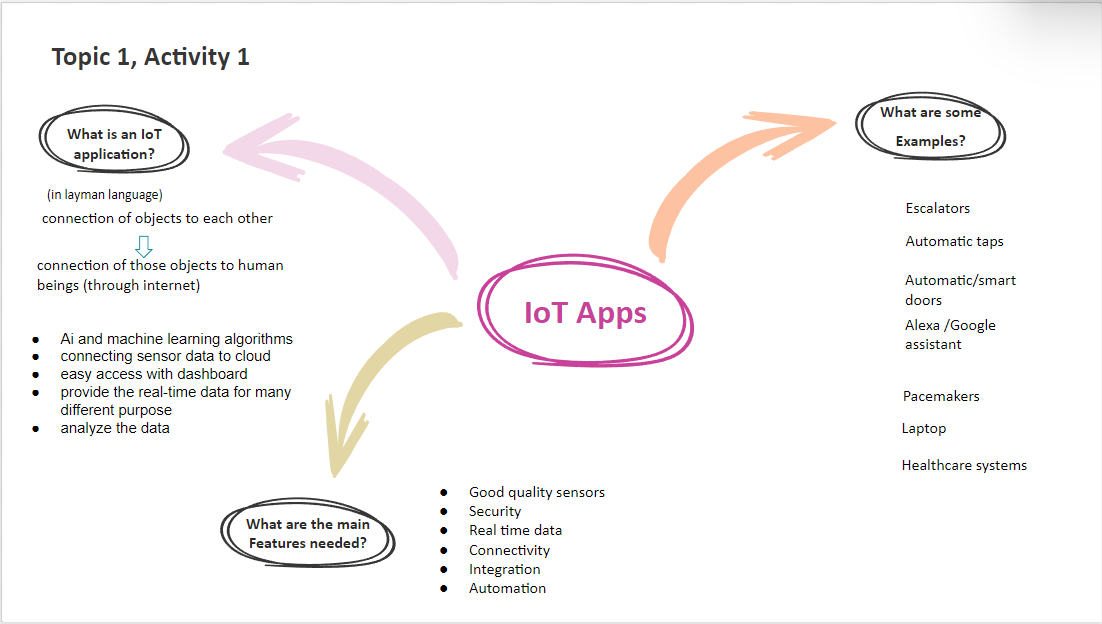 Topic 1, Activity 1
What is an IoT
application?
(in layman language)
connection of objects to each other
connection of those objects to human
beings (through internet)
● Ai and machine learning algorithms
● connecting sensor data to cloud
● easy access with dashboard
● provide the real-time data for many
different purpose
● analyze the data
IoT Apps
What are some
Examples?
Escalators
Automatic taps
Automatic/smart
doors
Alexa /Google
assistant
Pacemakers
Laptop
Healthcare systems
What are the main
Features needed?
● Good quality sensors
● Security
● Real time data
● Connectivity
● Integration
● Automation